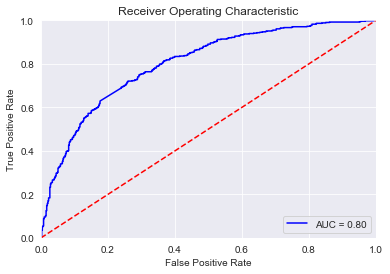 Receiver Operating Characteristic
1.0
0.8
0.6
0.4
0.2
0.0
True Positive Rate
AUC = 0.80
0.0 0.2 0.4 0.6 0.8 1.0
False Positive Rate